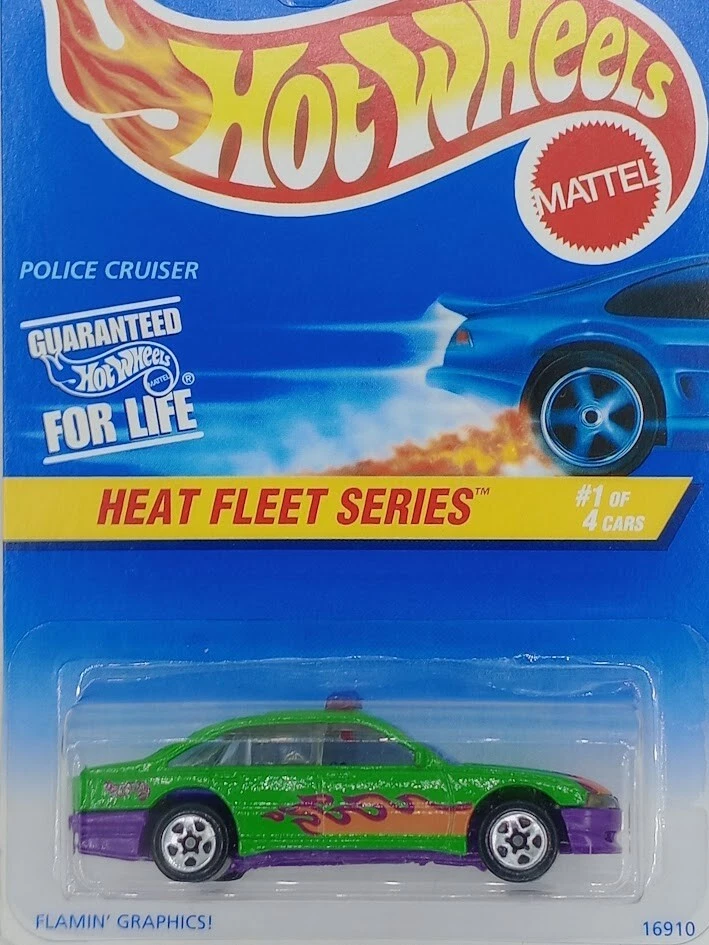 Hot Wheels
MATTEL
POLICE CRUISER
GUARANTEED
Hot Wheels
MATTEL
®
FOR LIFE
HEAT FLEET SERIES™
#1 OF
4 CARS
FLAMIN' GRAPHICS!
16910